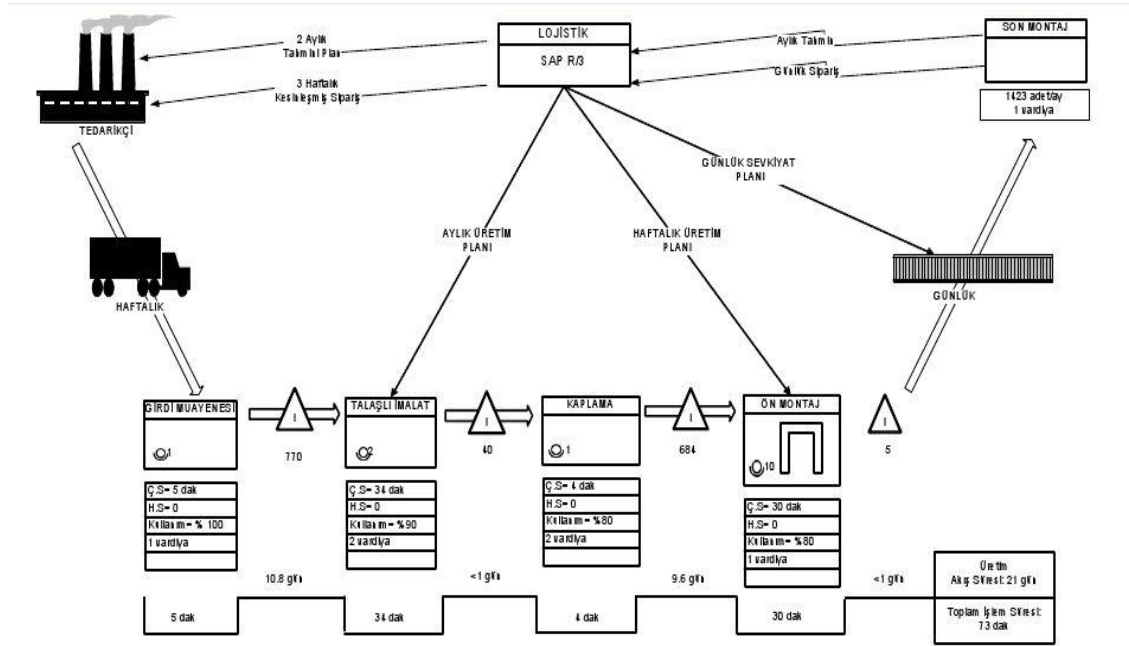 2 Aylık
Tahmini Plan
3 Haftalık
Kesinleşmiş Sipariş
TEDARİKÇİ
LOJİSTİK
SAP R/3
Aylık Tahmin
Günlük Sipariş
SON MONTAJ
1423 adet/ay
1 vardiya
GÜNLÜK SEVKİYAT
PLANI
AYLIK ÜRETİM
PLANI
HAFTALIK ÜRETİM
PLANI
HAFTALIK
GÜNLÜK
GİRDİ MUAYENESİ
1
I
770
TALAŞLI İMALAT
2
I
40
KAPLAMA
1
I
684
ÖN MONTAJ
10
I
5
Ç.S= 5 dak
H.S= 0
Kullanım= % 100
1 vardiya
Ç.S= 34 dak
H.S= 0
Kullanım= %90
2 vardiya
Ç.S= 4 dak
H.S= 0
Kullanım= %80
2 vardiya
Ç.S= 30 dak
H.S= 0
Kullanım= %80
1 vardiya
10.8 gün
<1 gün
9.6 gün
<1 gün
5 dak
34 dak
4 dak
30 dak
Üretim
Akış Süresi: 21 gün
Toplam İşlem Süresi:
73 dak